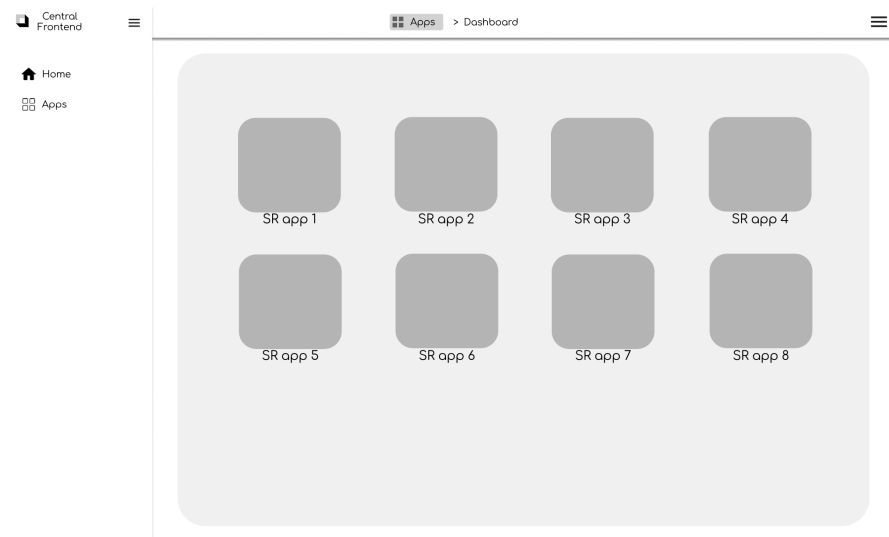 Central
Frontend
Apps > Dashboard
Home
Apps
SR app 1
SR app 2
SR app 3
SR app 4
SR app 5
SR app 6
SR app 7
SR app 8